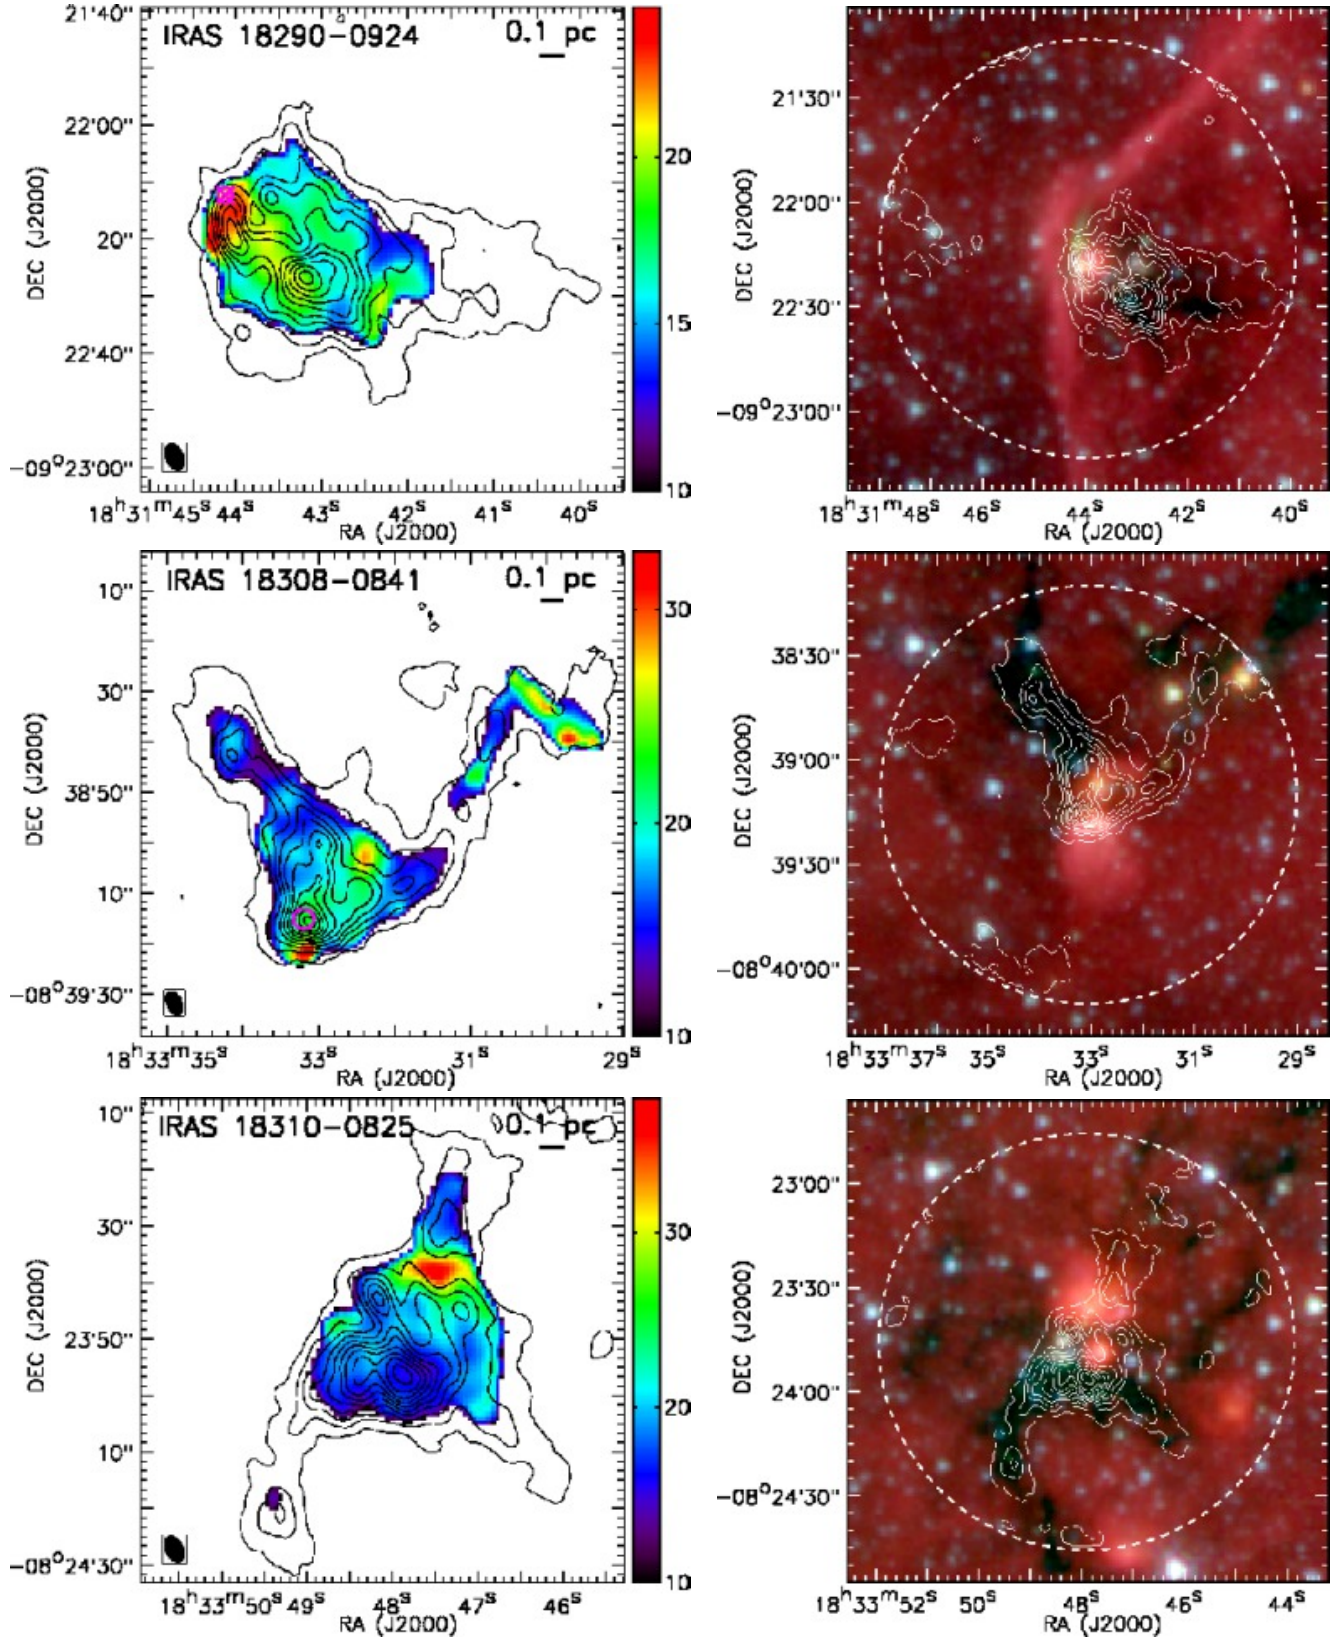 IRAS 18290-0924
0.1 pc
21'40"
22'00"
20"
22'40"
-09°23'00"
DEC (J2000)
20
15
10
18ʰ31ᵐ45ˢ 44ˢ 43ˢ 42ˢ 41ˢ 40ˢ
RA (J2000)
21'30"
22'00"
22'30"
-09°23'00"
DEC (J2000)
18ʰ31ᵐ48ˢ 46ˢ 44ˢ 42ˢ 40ˢ
RA (J2000)
IRAS 18308-0841
0.1 pc
10"
30"
38'50"
10"
-08°39'30"
DEC (J2000)
30
20
10
18ʰ33ᵐ35ˢ 33ˢ 31ˢ 29ˢ
RA (J2000)
38'30"
39'00"
39'30"
-08°40'00"
DEC (J2000)
18ʰ33ᵐ37ˢ 35ˢ 33ˢ 31ˢ 29ˢ
RA (J2000)
IRAS 18310-0825
0.1 pc
10"
30"
23'50"
10"
-08°24'30"
DEC (J2000)
30
20
10
18ʰ33ᵐ50ˢ 49ˢ 48ˢ 47ˢ 46ˢ
RA (J2000)
23'00"
23'30"
24'00"
-08°24'30"
DEC (J2000)
18ʰ33ᵐ52ˢ 50ˢ 48ˢ 46ˢ 44ˢ
RA (J2000)